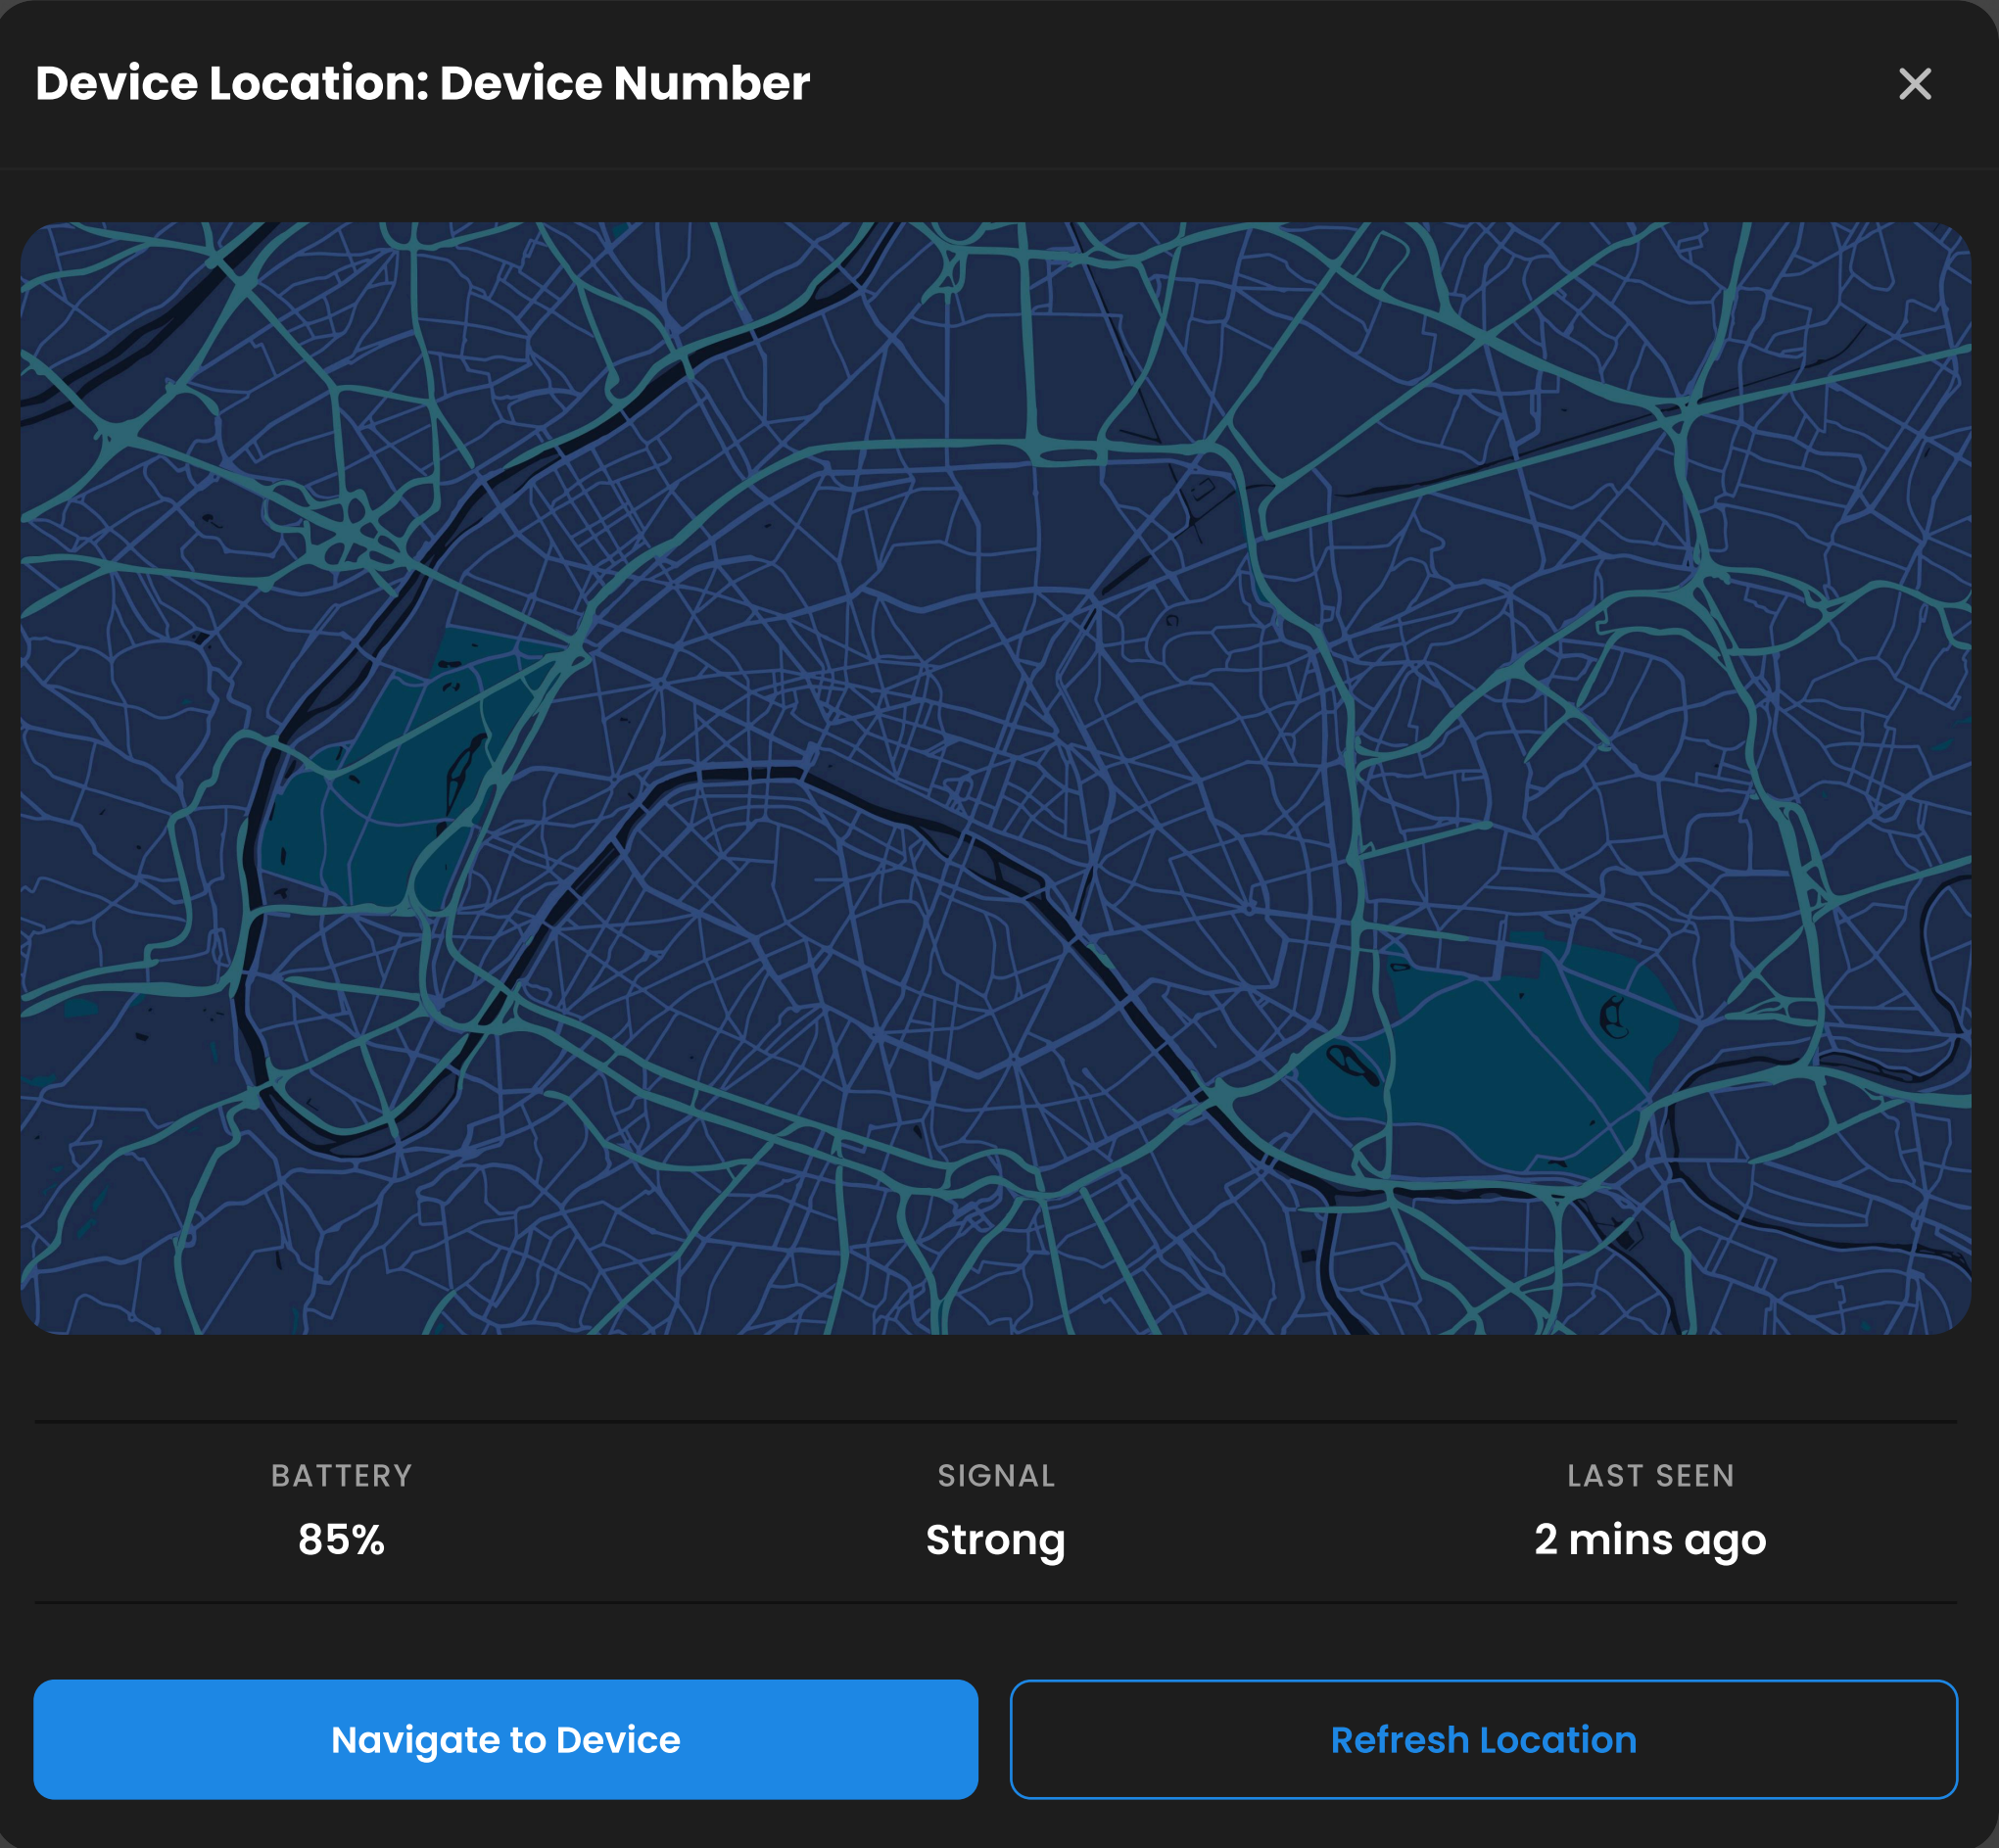 Device Location: Device Number
BATTERY
SIGNAL
LAST SEEN
85%
Strong
2 mins ago
Navigate to Device
Refresh Location